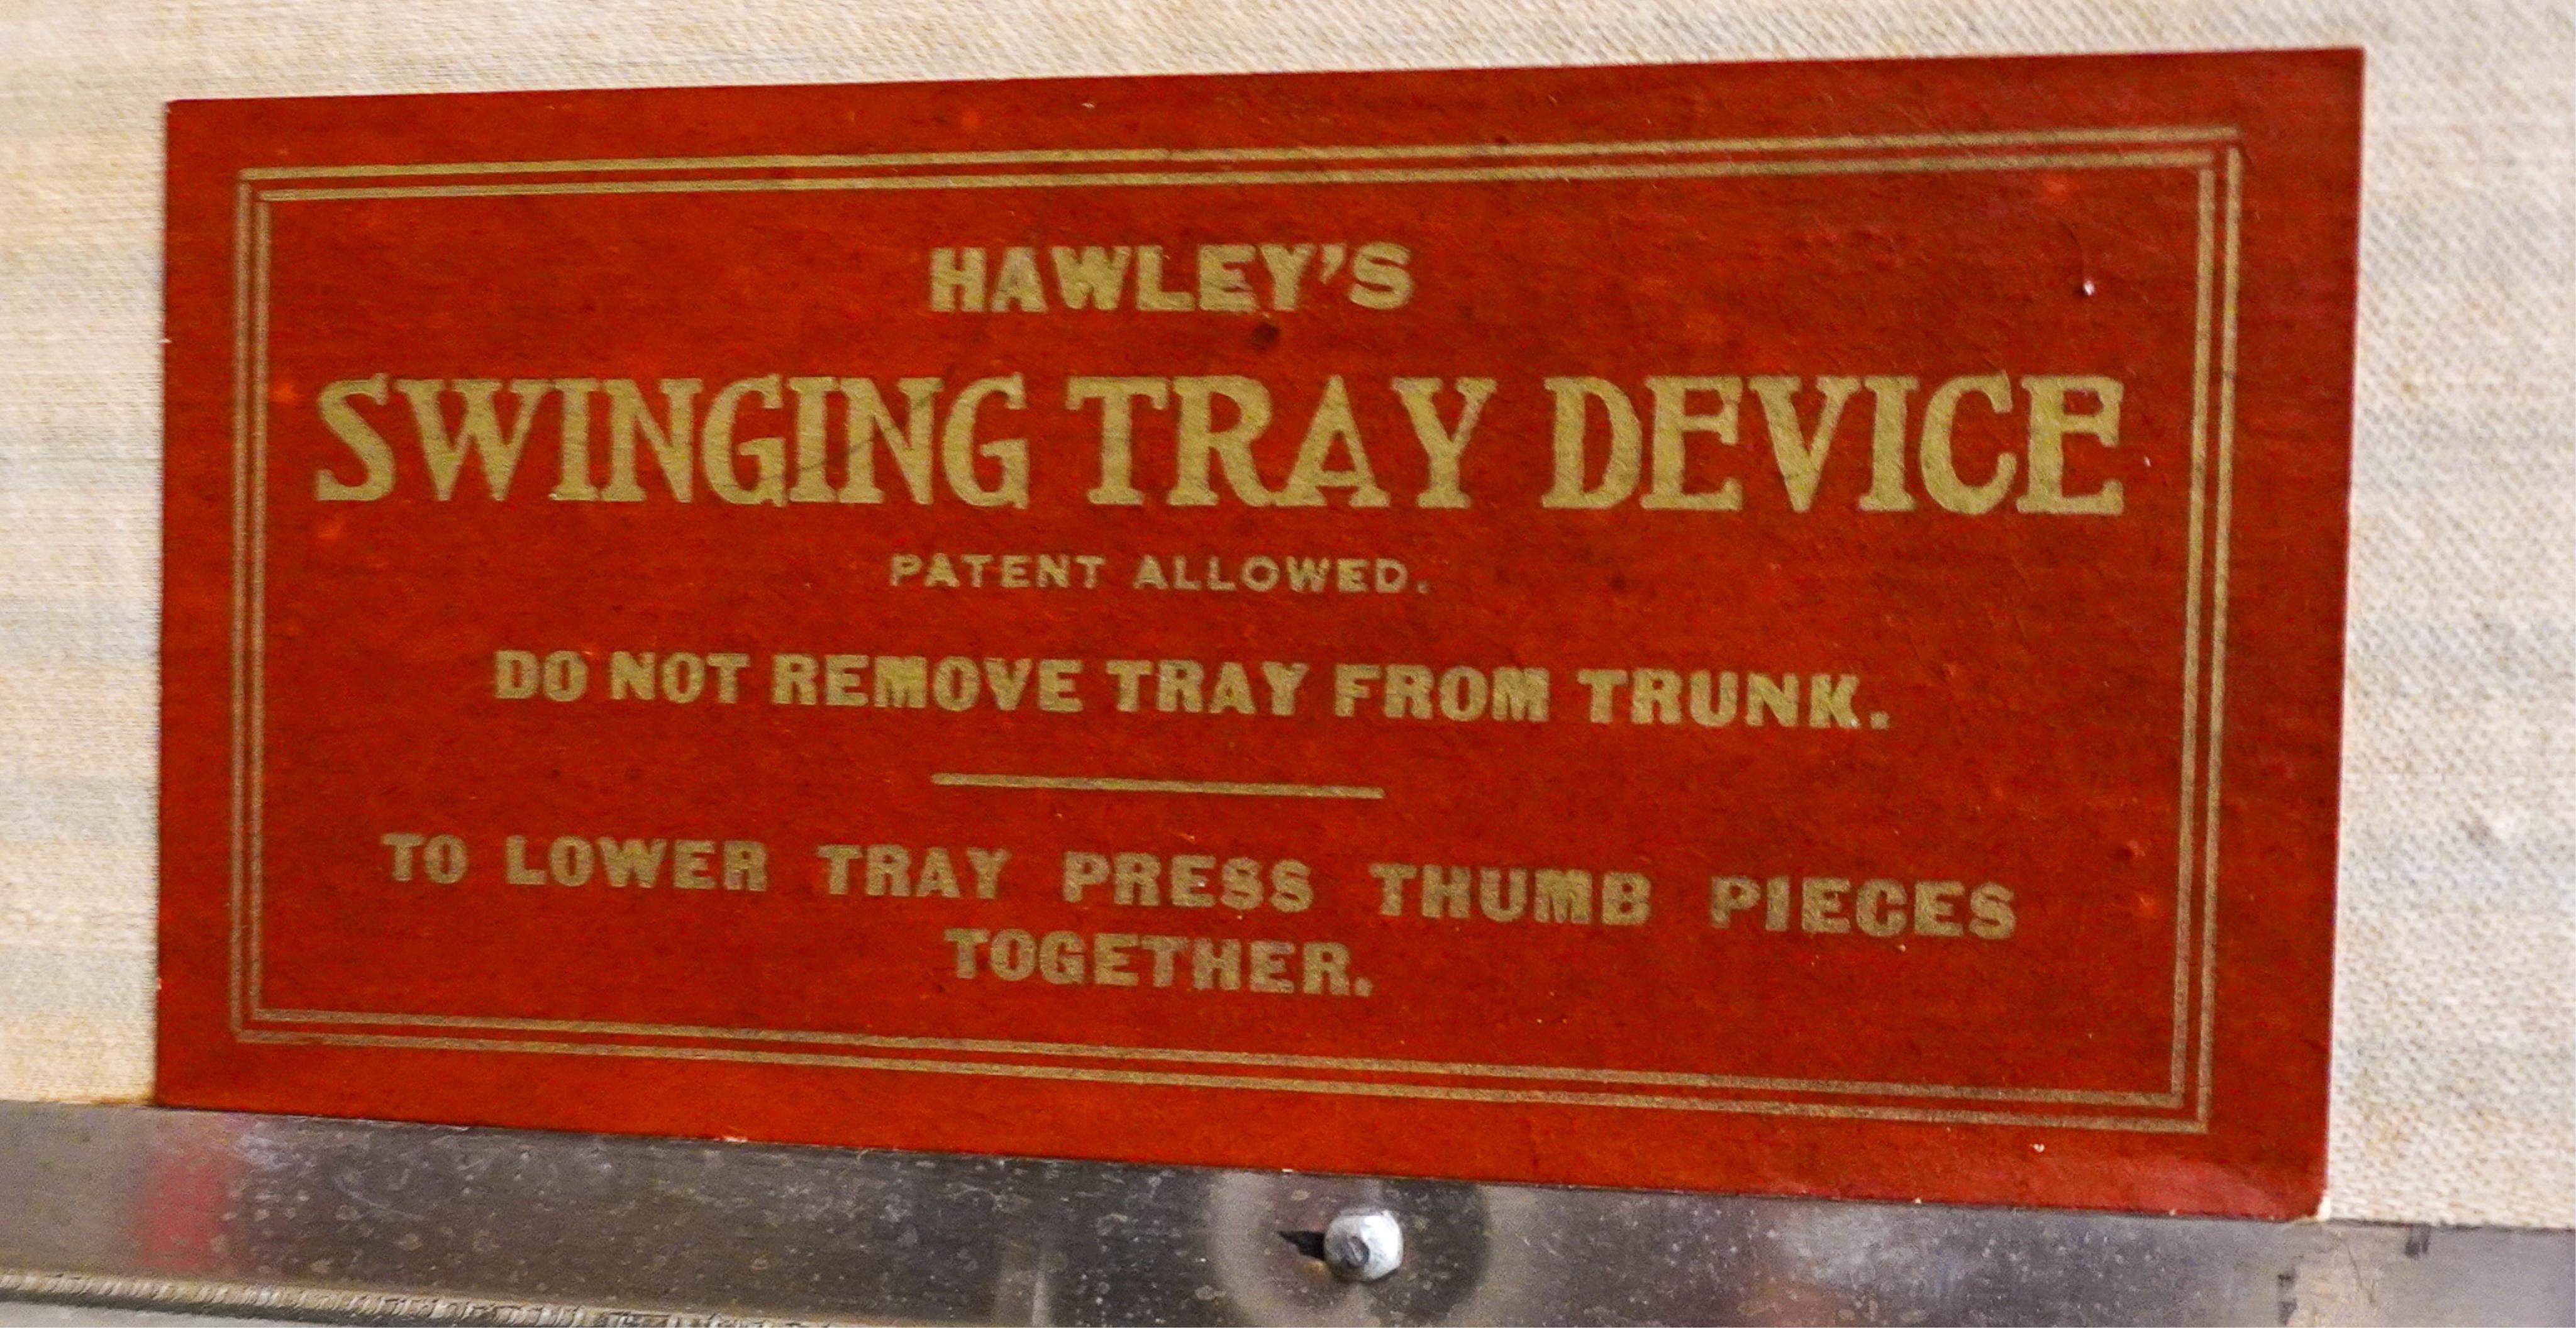 HAWLEY'S
SWINGING TRAY DEVICE
PATENT ALLOWED.
DO NOT REMOVE TRAY FROM TRUNK.
TO LOWER TRAY PRESS THUMB PIECES
TOGETHER.